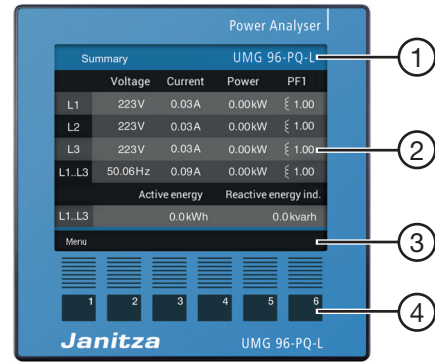 Power Analyser
Summary UMG 96-PQ-L
Voltage Current Power PF1
L1 223V 0.03A 0.00kW 1.00
L2 223V 0.03A 0.00kW 1.00
L3 223V 0.03A 0.00kW 1.00
L1..L3 50.06Hz 0.09A 0.00kW 1.00
Active energy Reactive energy ind.
L1..L3 0.0kWh 0.0kvarh
Menu
1 2 3 4 5 6
Janitza UMG 96-PQ-L
1
2
3
4